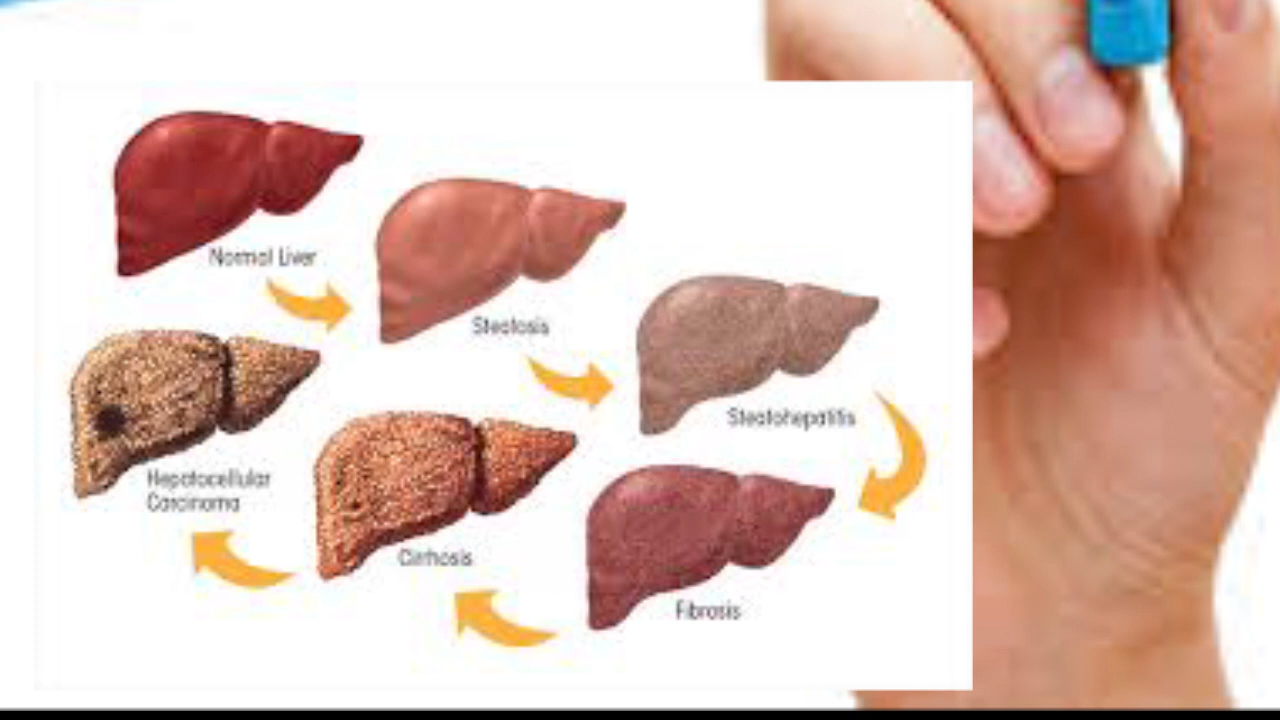 Normal Liver
Steatosis
Steatohepatitis
Fibrosis
Cirrhosis
Hepatocellular
Carcinoma